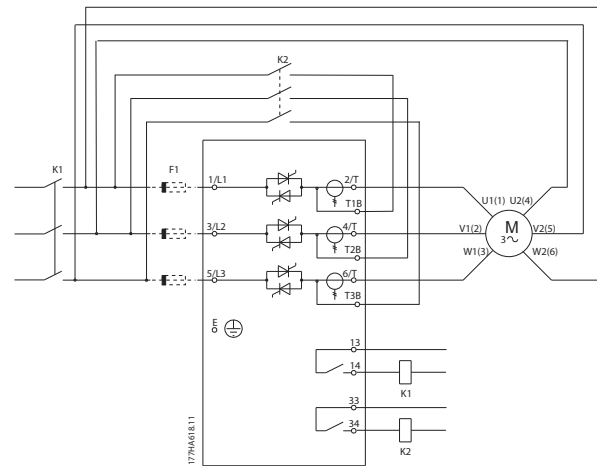 K2
K1
F1
1/L1
2/T
T1B
3/L2
4/T
T2B
5/L3
6/T
T3B
U1(1)
U2(4)
V1(2)
M
3~
V2(5)
W1(3)
W2(6)
E
13
14
K1
33
34
K2
177HA618.11